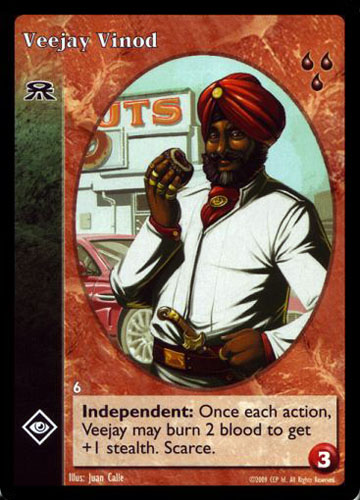 Veejay Vinod
UTS
6
Independent: Once each action,
Veejay may burn 2 blood to get
+1 stealth. Scarce.
3
Illus: Juan Calle
©2009 CCP hf. All Rights Reserved.